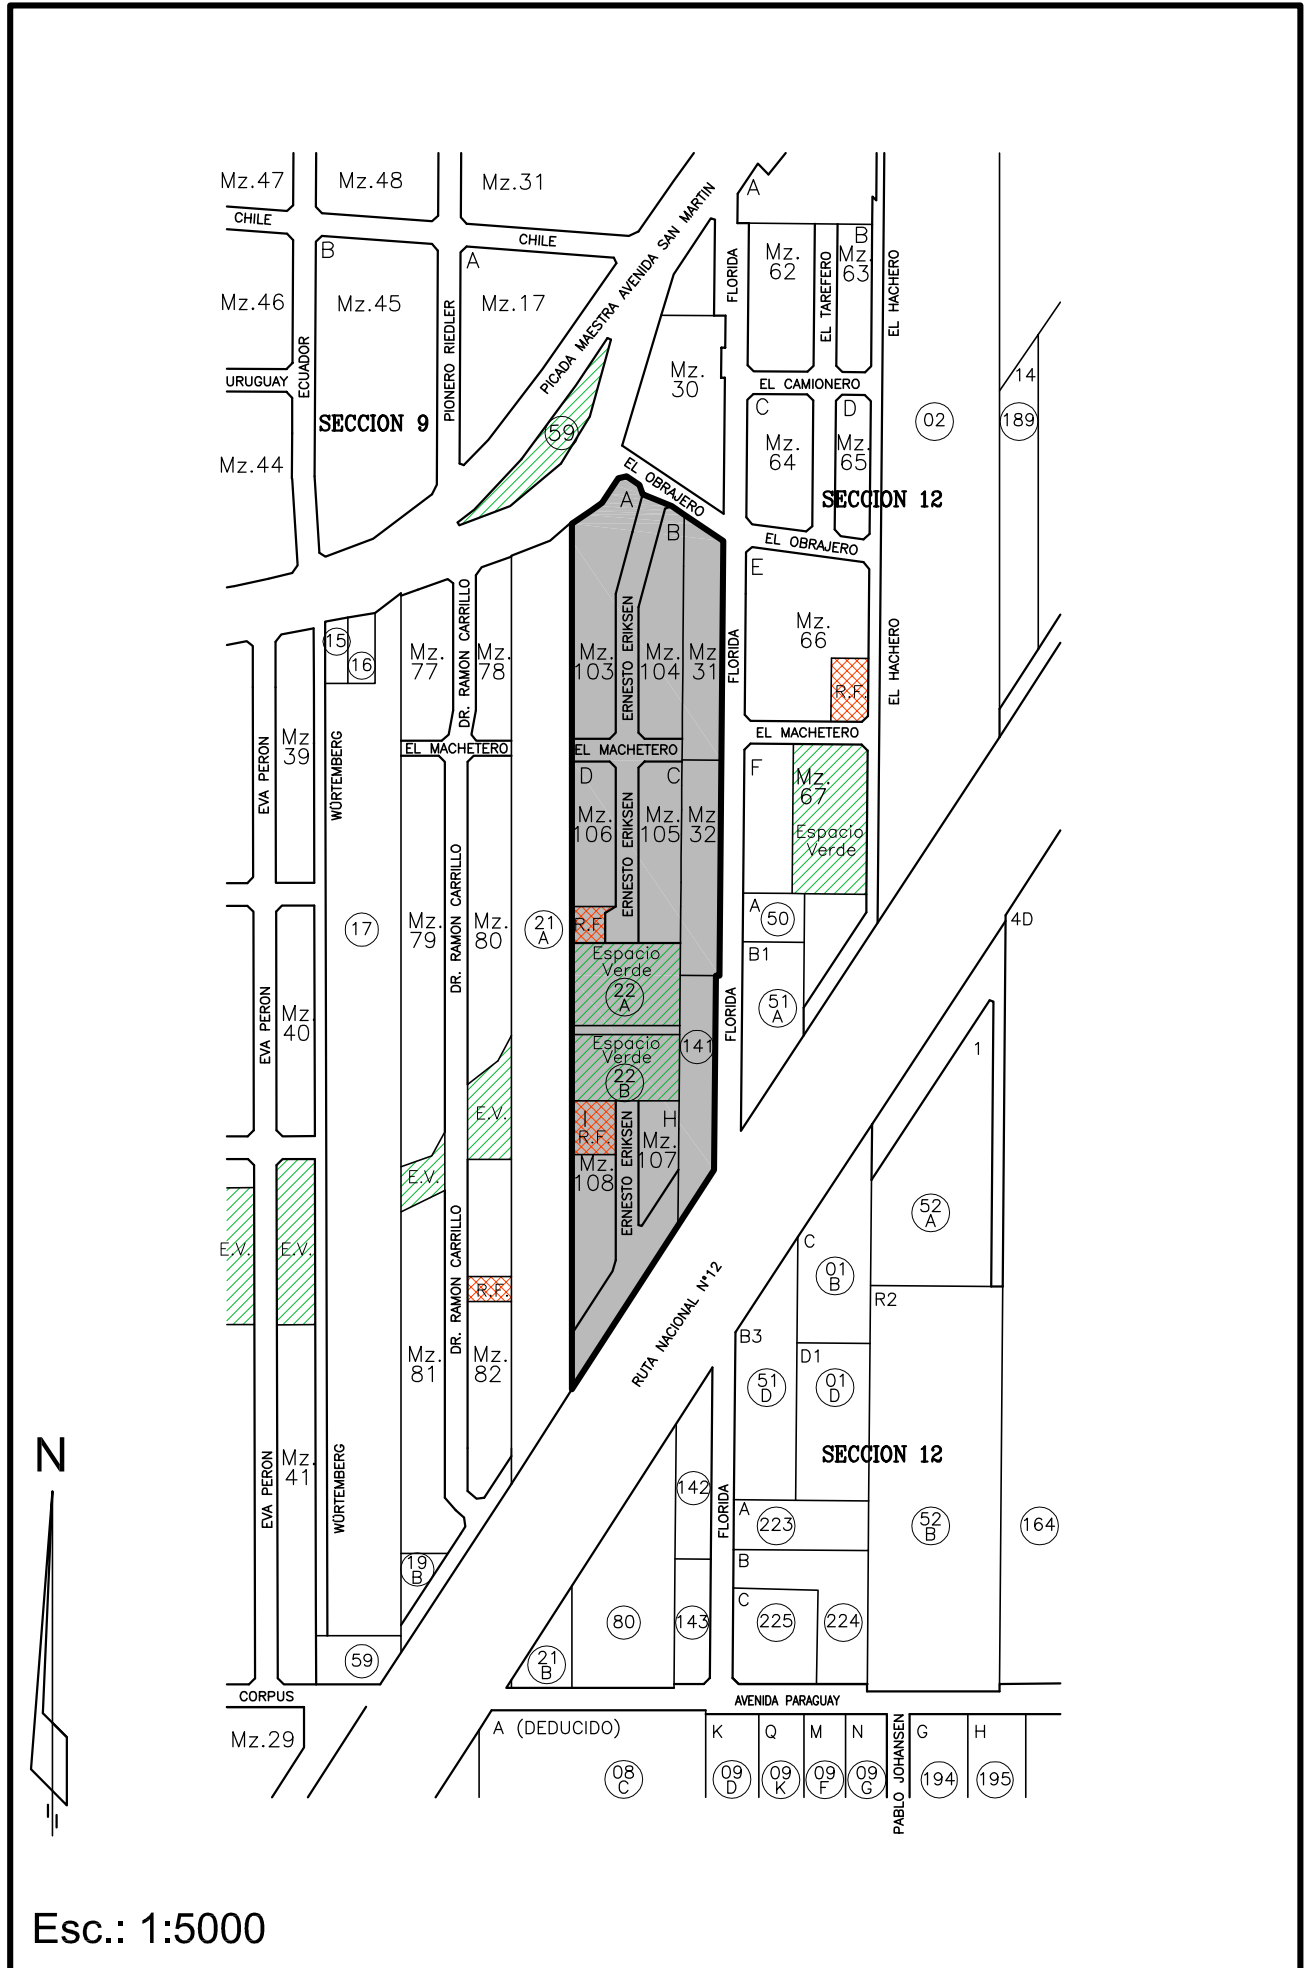 Mz.47
Mz.48
Mz.31
CHILE
CHILE
B
A
Mz.46
Mz.45
Mz.17
ECUADOR
PIONERO RIEDLER
PICADA MAESTRA AVENIDA SAN MARTIN
URUGUAY
SECCION 9
Mz.44
59
A
FLORIDA
Mz.
62
B
Mz.
63
EL TAREFERO
EL HACHERO
Mz.
30
EL CAMIONERO
C
Mz.
64
D
Mz.
65
02
14
189
SECCION 12
EL OBRAJERO
EL OBRAJERO
A
B
E
Mz.
66
R.F.
FLORIDA
EL HACHERO
15
16
Mz.
77
DR. RAMON CARRILLO
Mz.
78
Mz.
103
ERNESTO ERIKSEN
Mz.
104
Mz
31
EL MACHETERO
EL MACHETERO
EL MACHETERO
EVA PERON
Mz
39
WÜRTEMBERG
D
Mz.
106
ERNESTO ERIKSEN
C
Mz.
105
Mz
32
F
Mz.
67
Espacio
Verde
17
Mz.
79
DR. RAMON CARRILLO
Mz.
80
21
A
R.F.
Espacio
Verde
22
A
A
50
B1
51
A
FLORIDA
4D
EVA PERON
Mz.
40
Espacio
Verde
22
B
141
1
E.V.
E.V.
I
R.F.
H
Mz.
107
Mz.
108
ERNESTO ERIKSEN
E.V.
E.V.
DR. RAMON CARRILLO
R.F.
Mz.
81
Mz.
82
RUTA NACIONAL N°12
52
A
C
01
B
R2
B3
51
D
D1
01
D
SECCION 12
N
EVA PERON
Mz.
41
WÜRTEMBERG
142
FLORIDA
A
223
52
B
164
19
B
B
C
225
224
143
80
21
B
59
CORPUS
AVENIDA PARAGUAY
Mz.29
A (DEDUCIDO)
08
C
K
09
D
Q
09
K
M
09
F
N
09
G
PABLO JOHANSEN
G
194
H
195
Esc.: 1:5000